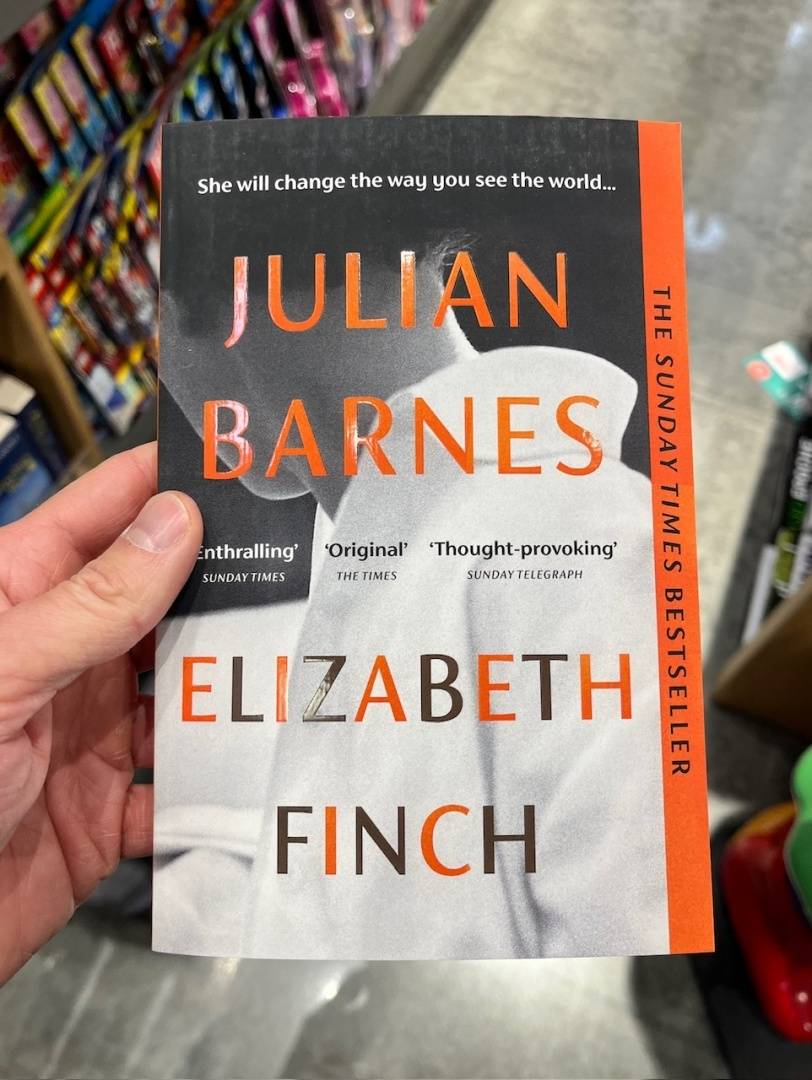 She will change the way you see the world...
JULIAN
BARNES
Enthralling’ ‘Original’ ‘Thought-provoking’
SUNDAY TIMES THE TIMES SUNDAY TELEGRAPH
ELIZABETH
FINCH
THE SUNDAY TIMES BESTSELLER